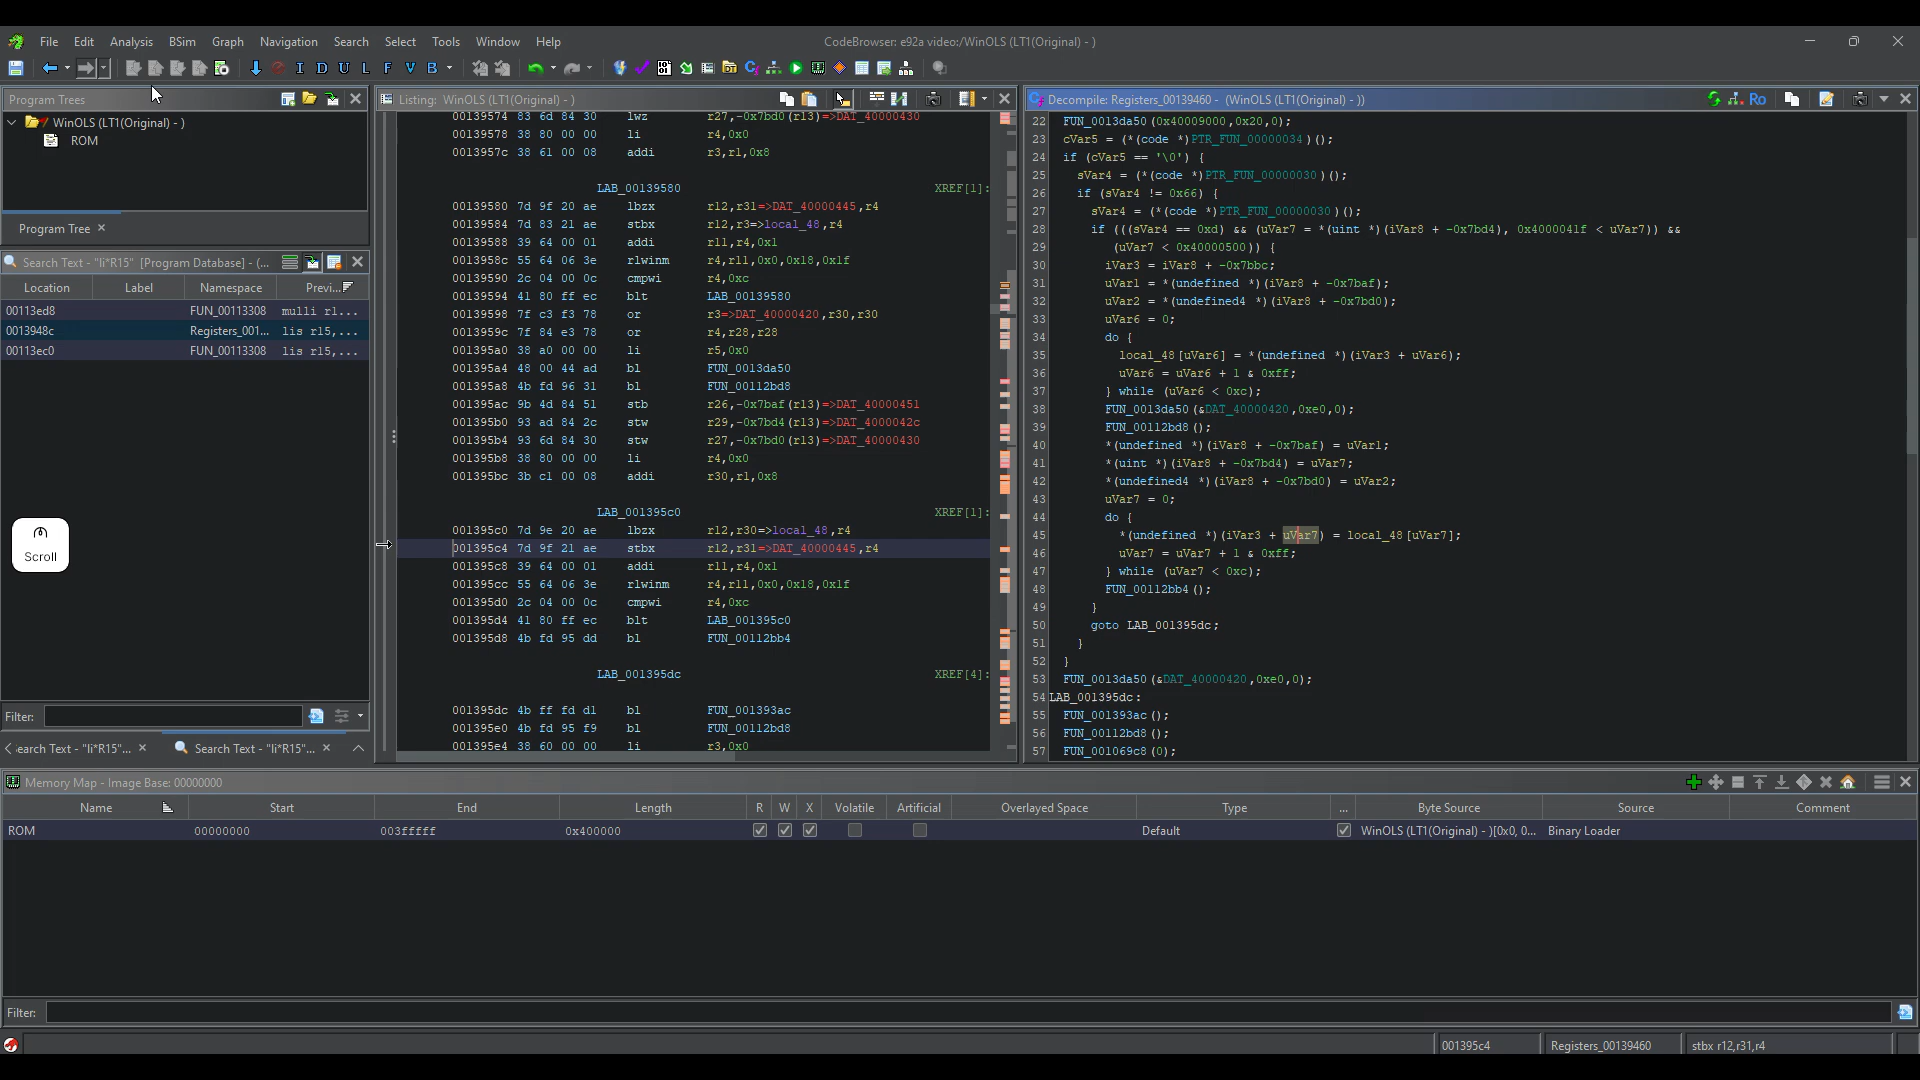 File Edit Analysis BSim Graph Navigation Search Select Tools Window Help
CodeBrowser: e92a video:/WinOLS (LT1(Original) - )
I D U L F V B
Program Trees
WinOLS (LT1(Original) - )
ROM
Program Tree
Search Text - "li*R15" [Program Database] - (...
Location Label Namespace Previ...
00113ed8 FUN_00113308 mulli r1...
0013948c Registers_001... lis r15,...
00113ec0 FUN_00113308 lis r15,...
Scroll
Filter:
earch Text - "li*R15"...
Search Text - "li*R15"...
Listing: WinOLS (LT1(Original) - )
00139574 83 6d 84 30 lwz r27,-0x7bd0(r13)=>DAT_40000430
00139578 38 80 00 00 li r4,0x0
0013957c 38 61 00 08 addi r3,r1,0x8
LAB_00139580 XREF[1]:
00139580 7d 9f 20 ae lbzx r12,r31=>DAT_40000445,r4
00139584 7d 83 21 ae stbx r12,r3=>local_48,r4
00139588 39 64 00 01 addi r11,r4,0x1
0013958c 55 64 06 3e rlwinm r4,r11,0x0,0x18,0x1f
00139590 2c 04 00 0c cmpwi r4,0xc
00139594 41 80 ff ec blt LAB_00139580
00139598 7f c3 f3 78 or r3=>DAT_40000420,r30,r30
0013959c 7f 84 e3 78 or r4,r28,r28
001395a0 38 a0 00 00 li r5,0x0
001395a4 48 00 44 ad bl FUN_0013da50
001395a8 4b fd 96 31 bl FUN_00112bd8
001395ac 9b 4d 84 51 stb r26,-0x7baf(r13)=>DAT_40000451
001395b0 93 ad 84 2c stw r29,-0x7bd4(r13)=>DAT_4000042c
001395b4 93 6d 84 30 stw r27,-0x7bd0(r13)=>DAT_40000430
001395b8 38 80 00 00 li r4,0x0
001395bc 3b c1 00 08 addi r30,r1,0x8
LAB_001395c0 XREF[1]:
001395c0 7d 9e 20 ae lbzx r12,r30=>local_48,r4
001395c4 7d 9f 21 ae stbx r12,r31=>DAT_40000445,r4
001395c8 39 64 00 01 addi r11,r4,0x1
001395cc 55 64 06 3e rlwinm r4,r11,0x0,0x18,0x1f
001395d0 2c 04 00 0c cmpwi r4,0xc
001395d4 41 80 ff ec blt LAB_001395c0
001395d8 4b fd 95 dd bl FUN_00112bb4
LAB_001395dc XREF[4]:
001395dc 4b ff fd d1 bl FUN_001393ac
001395e0 4b fd 95 f9 bl FUN_00112bd8
001395e4 38 60 00 00 li r3,0x0
Decompile: Registers_00139460 - (WinOLS (LT1(Original) - ))
Ro
22 FUN_0013da50(0x40009000,0x20,0);
23 cVar5 = (*(code *)PTR_FUN_00000034)();
24 if (cVar5 == '\0') {
25 sVar4 = (*(code *)PTR_FUN_00000030)();
26 if (sVar4 != 0x66) {
27 sVar4 = (*(code *)PTR_FUN_00000030)();
28 if (((sVar4 == 0xd) && (uVar7 = *(uint *)(iVar8 + -0x7bd4), 0x4000041f < uVar7)) &&
29 (uVar7 < 0x40000500)) {
30 iVar3 = iVar8 + -0x7bbc;
31 uVar1 = *(undefined *)(iVar8 + -0x7baf);
32 uVar2 = *(undefined4 *)(iVar8 + -0x7bd0);
33 uVar6 = 0;
34 do {
35 local_48[uVar6] = *(undefined *)(iVar3 + uVar6);
36 uVar6 = uVar6 + 1 & 0xff;
37 } while (uVar6 < 0xc);
38 FUN_0013da50(&DAT_40000420,0xe0,0);
39 FUN_00112bd8();
40 *(undefined *)(iVar8 + -0x7baf) = uVar1;
41 *(uint *)(iVar8 + -0x7bd4) = uVar7;
42 *(undefined4 *)(iVar8 + -0x7bd0) = uVar2;
43 uVar7 = 0;
44 do {
45 *(undefined *)(iVar3 + uVar7) = local_48[uVar7];
46 uVar7 = uVar7 + 1 & 0xff;
47 } while (uVar7 < 0xc);
48 FUN_00112bb4();
49 }
50 goto LAB_001395dc;
51 }
52 }
53 FUN_0013da50(&DAT_40000420,0xe0,0);
54 LAB_001395dc:
55 FUN_001393ac();
56 FUN_00112bd8();
57 FUN_001069c8(0);
Memory Map - Image Base: 00000000
Name Start End Length R W X Volatile Artificial Overlayed Space Type ... Byte Source Source Comment
ROM 00000000 003fffff 0x400000 Default WinOLS (LT1(Original) - )[0x0, 0... Binary Loader
Filter:
001395c4 Registers_00139460 stbx r12,r31,r4